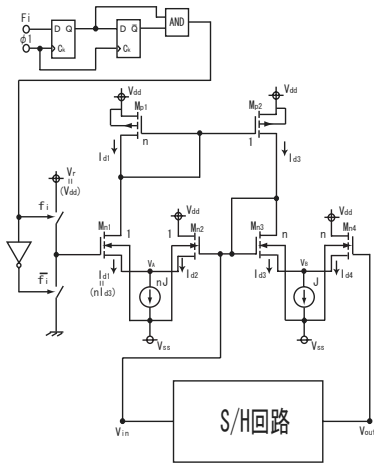 Fi
φ1
D Q
Ck
D Q̄
Ck
AND
Vdd
Mp1
n
Id1
Vdd
Mp2
1
Id3
Vr
=
(Vdd)
fi
f̄i
Mn1
1
Id1
=
(nId3)
VA
nJ
Vss
Vdd
Mn2
1
Id2
Mn3
n
Id3
VB
J
Vss
Vdd
Mn4
n
Id4
Vin
S/H回路
Vout